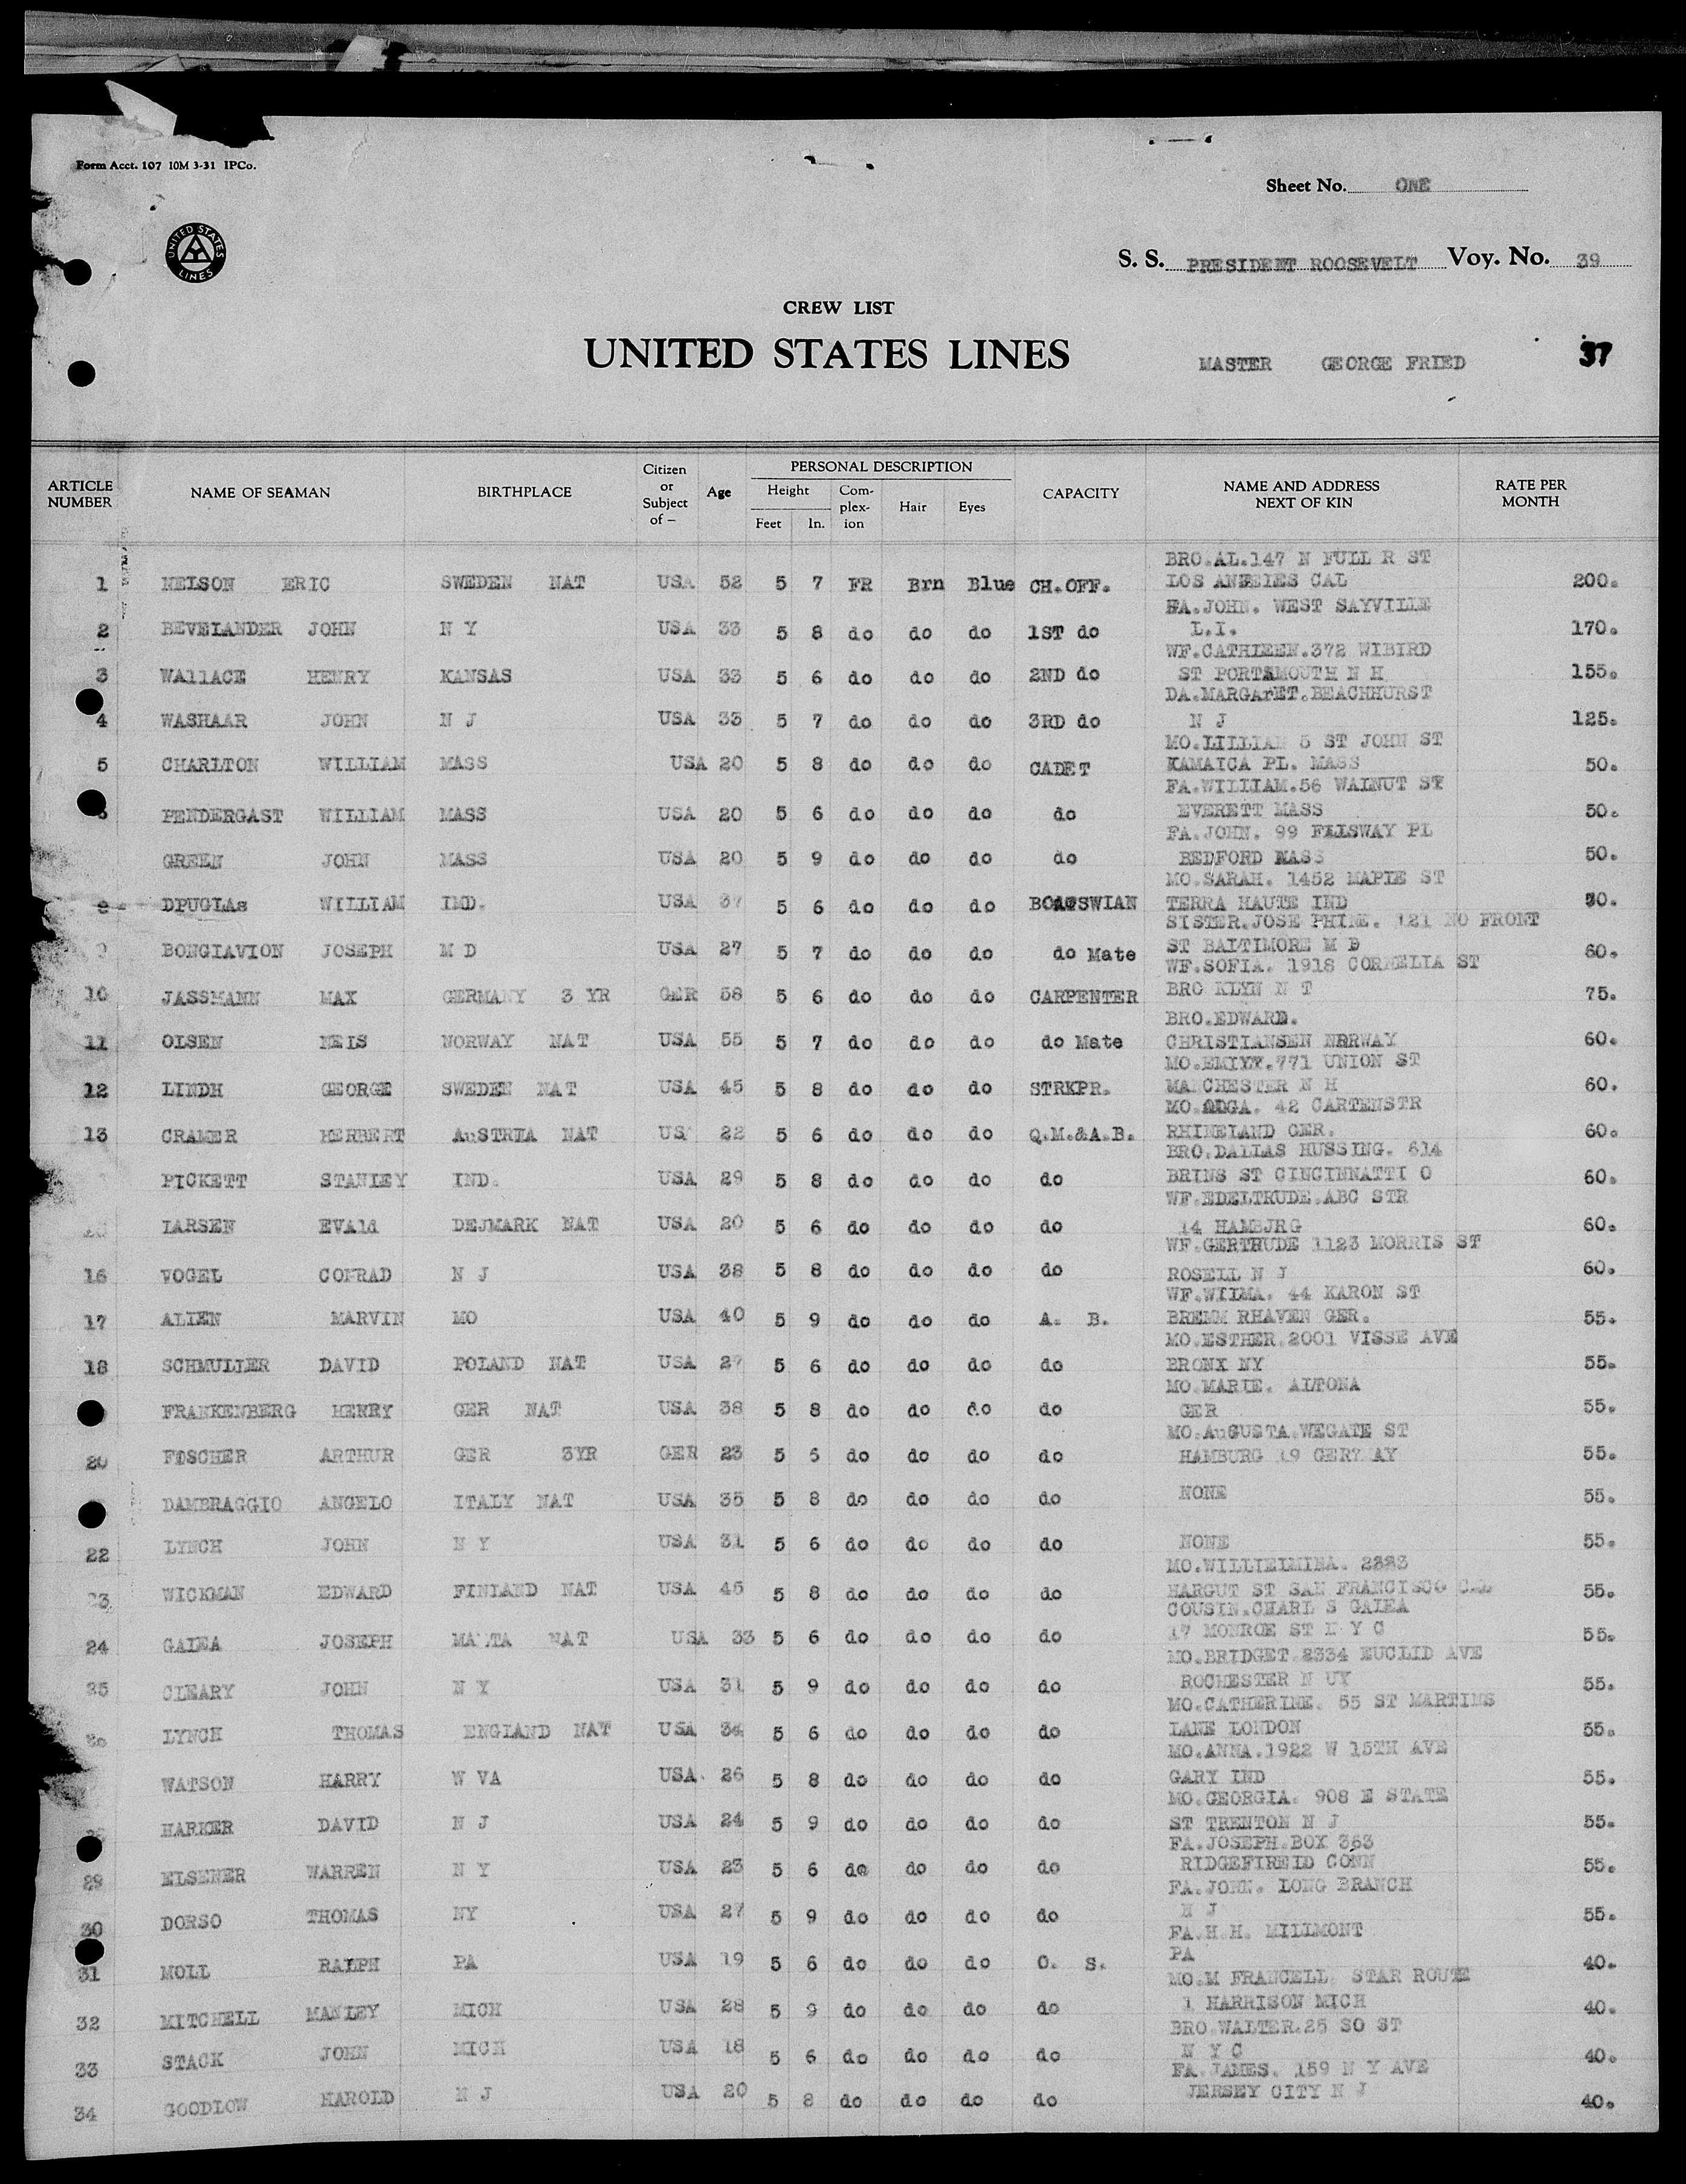 Form Acct. 107 10M 3-31 IPCo.
Sheet No. ONE
UNITED STATES LINES
S. S. PRESIDENT ROOSEVELT Voy. No. 39
CREW LIST
UNITED STATES LINES
MASTER GEORGE FRIED
37
ARTICLE NUMBER NAME OF SEAMAN BIRTHPLACE Citizen or Subject of — Age PERSONAL DESCRIPTION Height Feet In. Com-plex-ion Hair Eyes CAPACITY NAME AND ADDRESS NEXT OF KIN RATE PER MONTH
BRO.AL.147 N FULL R ST
1 NELSON ERIC SWEDEN NAT USA 52 5 7 FR Brn Blue CH.OFF. LOS ANGELES CAL 200.
FA.JOHN. WEST SAYVILLE
2 BEVELANDER JOHN N Y USA 33 5 8 do do do 1ST do L.I. 170.
WF.CATHLEEN.372 WIBIRD
3 WAllACE HENRY KANSAS USA 33 5 6 do do do 2ND do ST PORTSMOUTH N H 155.
DA.MARGArET.BEACHHURST
4 WASHAAR JOHN N J USA 33 5 7 do do do 3RD do N J 125.
MO.LILLIAN 5 ST JOHN ST
5 CHARLTON WILLIAM MASS USA 20 5 8 do do do CADET KAMAICA PL. MASS 50.
FA.WILLIAM.56 WALNUT ST
6 PENDERGAST WILLIAM MASS USA 20 5 6 do do do do EVERETT MASS 50.
FA.JOHN. 99 FELLSWAY PL
GREEN JOHN MASS USA 20 5 9 do do do do BEDFORD MASS 50.
MO.SARAH. 1452 MAPLE ST
8 DPUGLAs WILLIAM IND. USA 37 5 6 do do do BOATSWIAN TERRA HAUTE IND
SISTER.JOSEPHINE. 121 NO FRONT
9 BONGIAVION JOSEPH M D USA 27 5 7 do do do do Mate ST BALTIMORE M D 60.
WF.SOFIA. 1918 CORNELIA ST
10 JASSMANN MAX GERMANY 3 YR GER 58 5 6 do do do CARPENTER BRO KLYN N T 75.
BRO.EDWARD.
11 OLSEN NELS NORWAY NAT USA 55 5 7 do do do do Mate CHRISTIANSEN NORWAY 60.
MO.EMILY.771 UNION ST
12 LINDH GEORGE SWEDEN NAT USA 45 5 8 do do do STRKPR. MANCHESTER N H 60.
MO.OLGA. 42 CARTENSTR
13 CRAMER HERBERT AuSTRIA NAT US 22 5 6 do do do Q.M.&A.B. RHINELAND GER. 60.
BRO.DALLAS HUSSING. 614
PICKETT STANLEY IND. USA 29 5 8 do do do do BRINS ST CINCINNATTI O 60.
WF.EDELTRUDE.ABC STR
LARSEN EVAld DEJMARK NAT USA 20 5 6 do do do do 14 HAMBJRG 60.
WF.GERTRUDE 1123 MORRIS ST
16 VOGEL CONRAD N J USA 38 5 8 do do do do ROSELL N J 60.
WF.WILMA. 44 KARON ST
17 ALLEN MARVIN MO USA 40 5 9 do do do A. B. BREMM RHAVEN GER. 55.
MO.ESTHER.2001 VISSE AVE
18 SCHMULLER DAVID POLAND NAT USA 27 5 6 do do do do BRONX NY 55.
MO.MARIE. ALTONA
FRANKENBERG HENRY GER NAT USA 38 5 8 do do do do GER 55.
MO.AuGUSTA.WEGATE ST
20 FISCHER ARTHUR GER 3YR GER 23 5 6 do do do do HAMBURG 19 55.
DAMBRAGGIO ANGELO ITALY NAT USA 35 5 8 do do do do NONE 55.
22 LYNCH JOHN N Y USA 31 5 6 do do do do NONE 55.
MO.WILLIELMINA.
23 WICKMAN EDWARD FINLAND NAT USA 45 5 8 do do do do HARGUT ST SAN FRANCISCO CAL 55.
COUSIN.CHARL S GALEA
24 GALEA JOSEPH MALTA NAT USA 33 5 6 do do do do 17 MONROE ST N Y C 55.
MO.BRIDGET.2334 EUCLID AVE
25 CLEARY JOHN N Y USA 31 5 9 do do do do ROCHESTER N UY 55.
MO.CATHERINE. 55 ST MARTINS
LYNCH THOMAS ENGLAND NAT USA 34 5 6 do do do do LANE LONDON 55.
MO.ANNA.1922 W 15TH AVE
WATSON HARRY W VA USA 26 5 8 do do do do GARY IND 55.
MO.GEORGIA. 908 E STATE
HARKER DAVID N J USA 24 5 9 do do do do ST TRENTON N J 55.
FA.JOSEPH.BOX 363
29 ELSENER WARREN N Y USA 23 5 6 do do do do RIDGEFIREID CONN 55.
FA.JOHN. LONG BRANCH
30 DORSO THOMAS NY USA 27 5 9 do do do do N J 55.
FA.H.H. MILLMONT
31 MOLL RALPH PA USA 19 5 6 do do do O. S. PA 40.
MO.M FRANCELL STAR ROUTE
32 MITCHELL MANLEY MICH USA 28 5 9 do do do do 1 HARRISON MICH 40.
BRO.WALTER.25 SO ST
33 STACK JOHN MICH USA 18 5 6 do do do do N Y C 40.
FA.JAMES. 159 N Y AVE
34 GOODLOW HAROLD N J USA 20 5 8 do do do do JERSEY CITY N J 40.